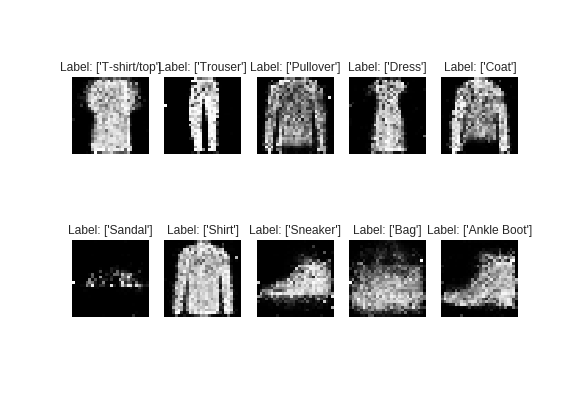 Label: ['T-shirt/top']
Label: ['Trouser']
Label: ['Pullover']
Label: ['Dress']
Label: ['Coat']
Label: ['Sandal']
Label: ['Shirt']
Label: ['Sneaker']
Label: ['Bag']
Label: ['Ankle Boot']